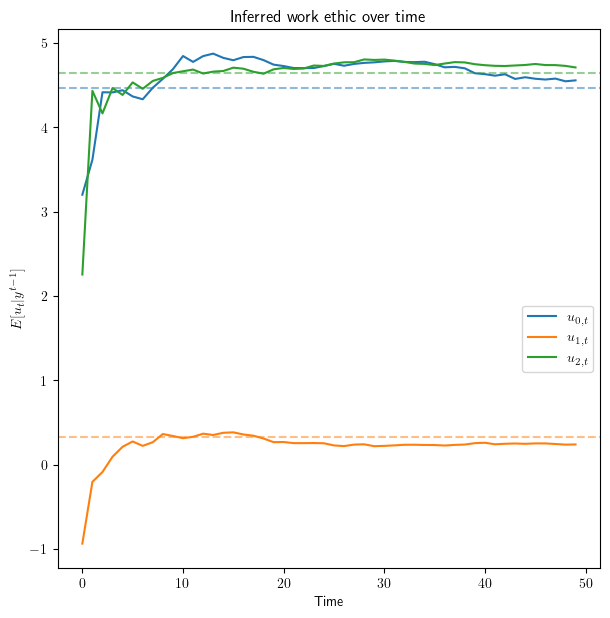 Inferred work ethic over time
5
4
3
2
1
0
−1
E[u_t|y^{t−1}]
u_{0,t}
u_{1,t}
u_{2,t}
0 10 20 30 40 50
Time